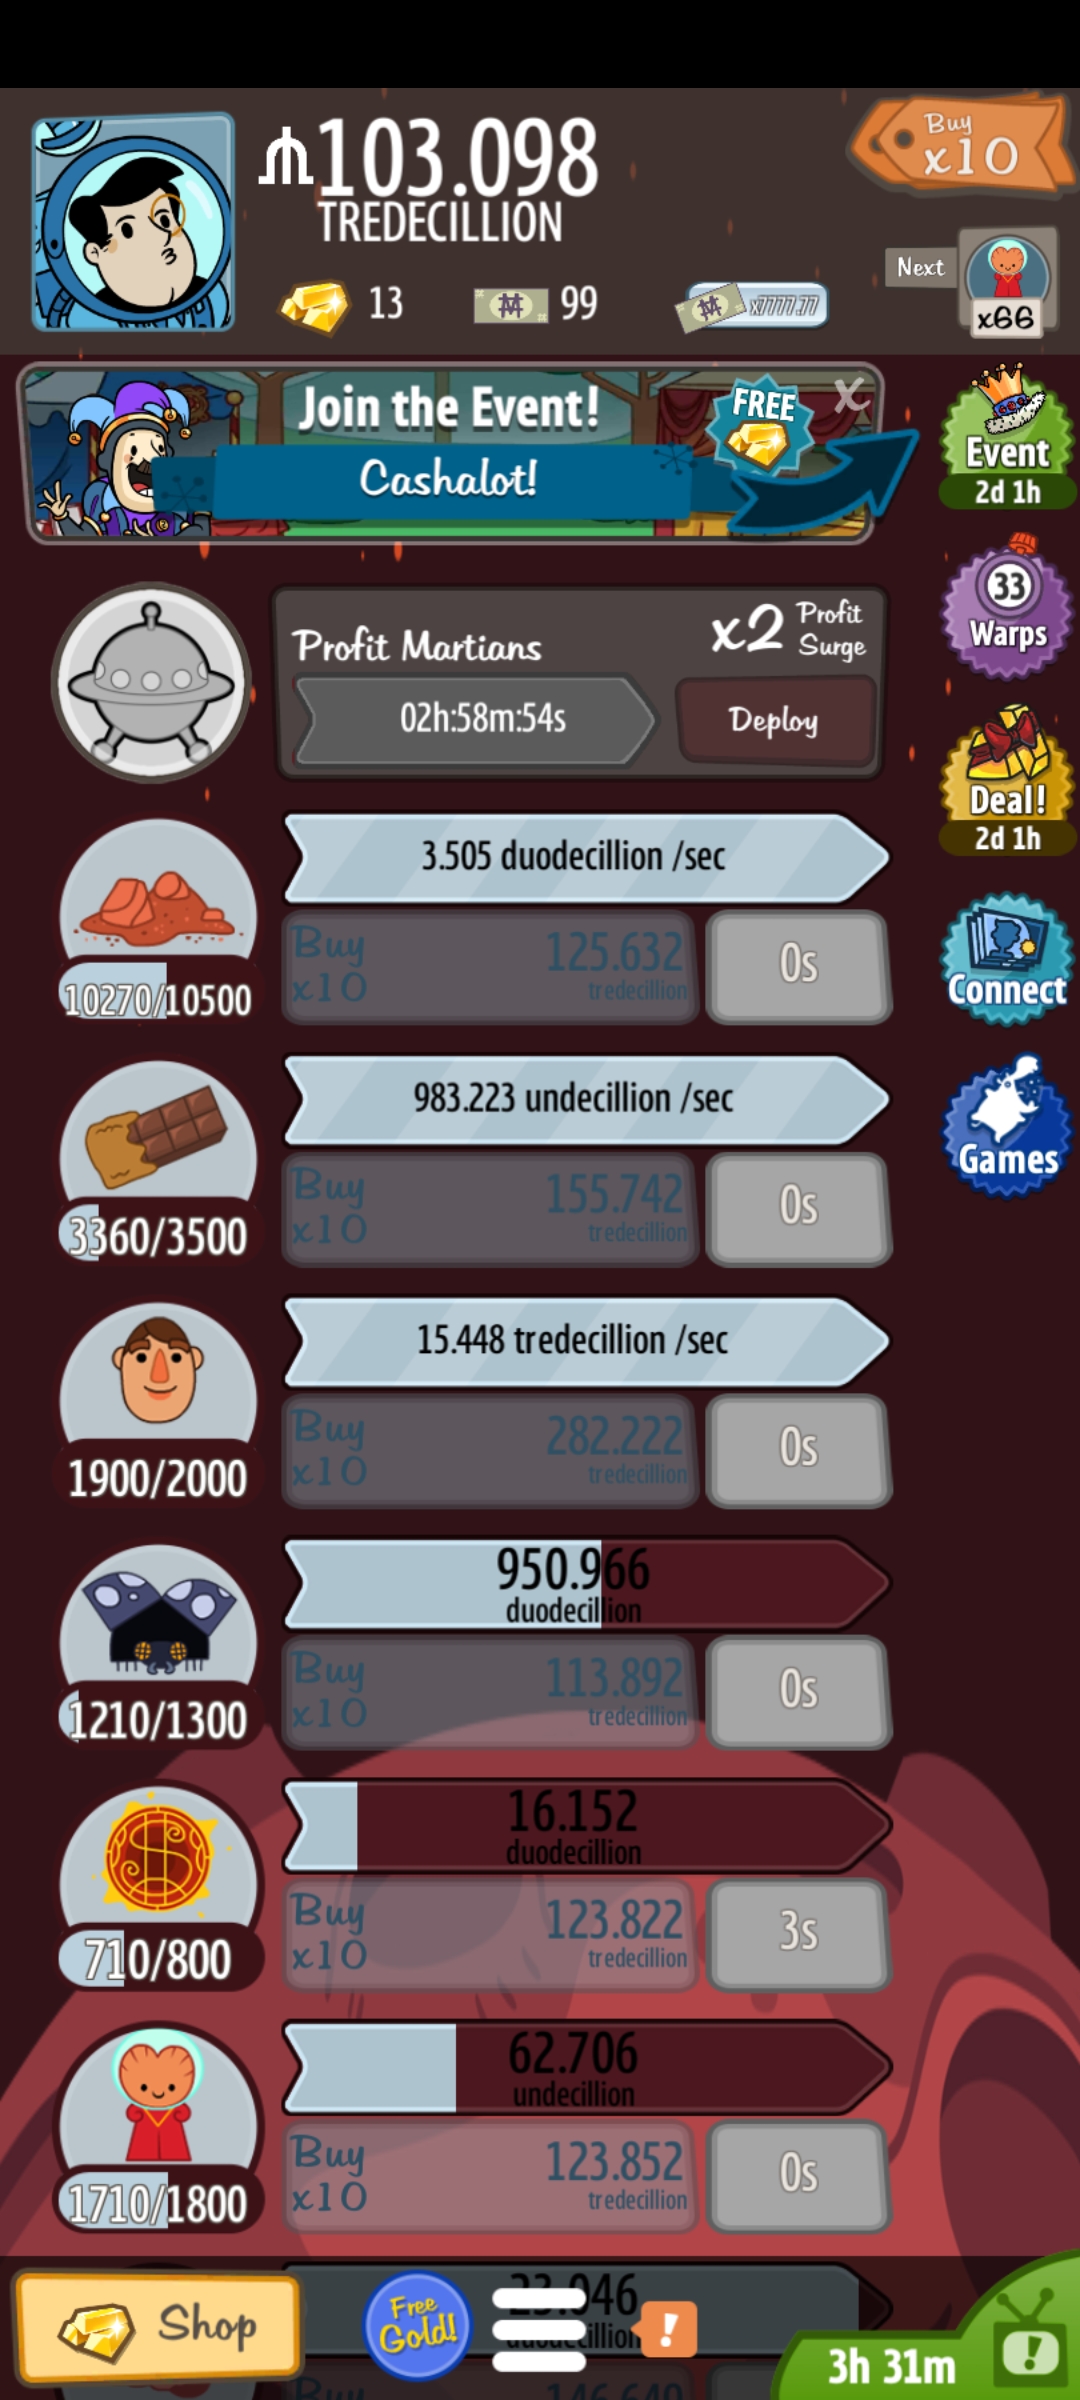 103.098
TREDECILLION
Buy
x10
13
99
x7777.77
Next
x66
Join the Event!
Cashalot!
FREE
X
Event
2d 1h
33
Warps
Deal!
2d 1h
Connect
Games
Profit Martians
x2 Profit Surge
02h:58m:54s
Deploy
3.505 duodecillion /sec
Buy
x10
125.632
tredecillion
0s
10270/10500
983.223 undecillion /sec
Buy
x10
155.742
tredecillion
0s
3360/3500
15.448 tredecillion /sec
Buy
x10
282.222
tredecillion
0s
1900/2000
950.966
duodecillion
Buy
x10
113.892
tredecillion
0s
1210/1300
16.152
duodecillion
Buy
x10
123.822
tredecillion
3s
710/800
62.706
undecillion
Buy
x10
123.852
tredecillion
0s
1710/1800
Shop
Free
Gold!
!
3h 31m
!